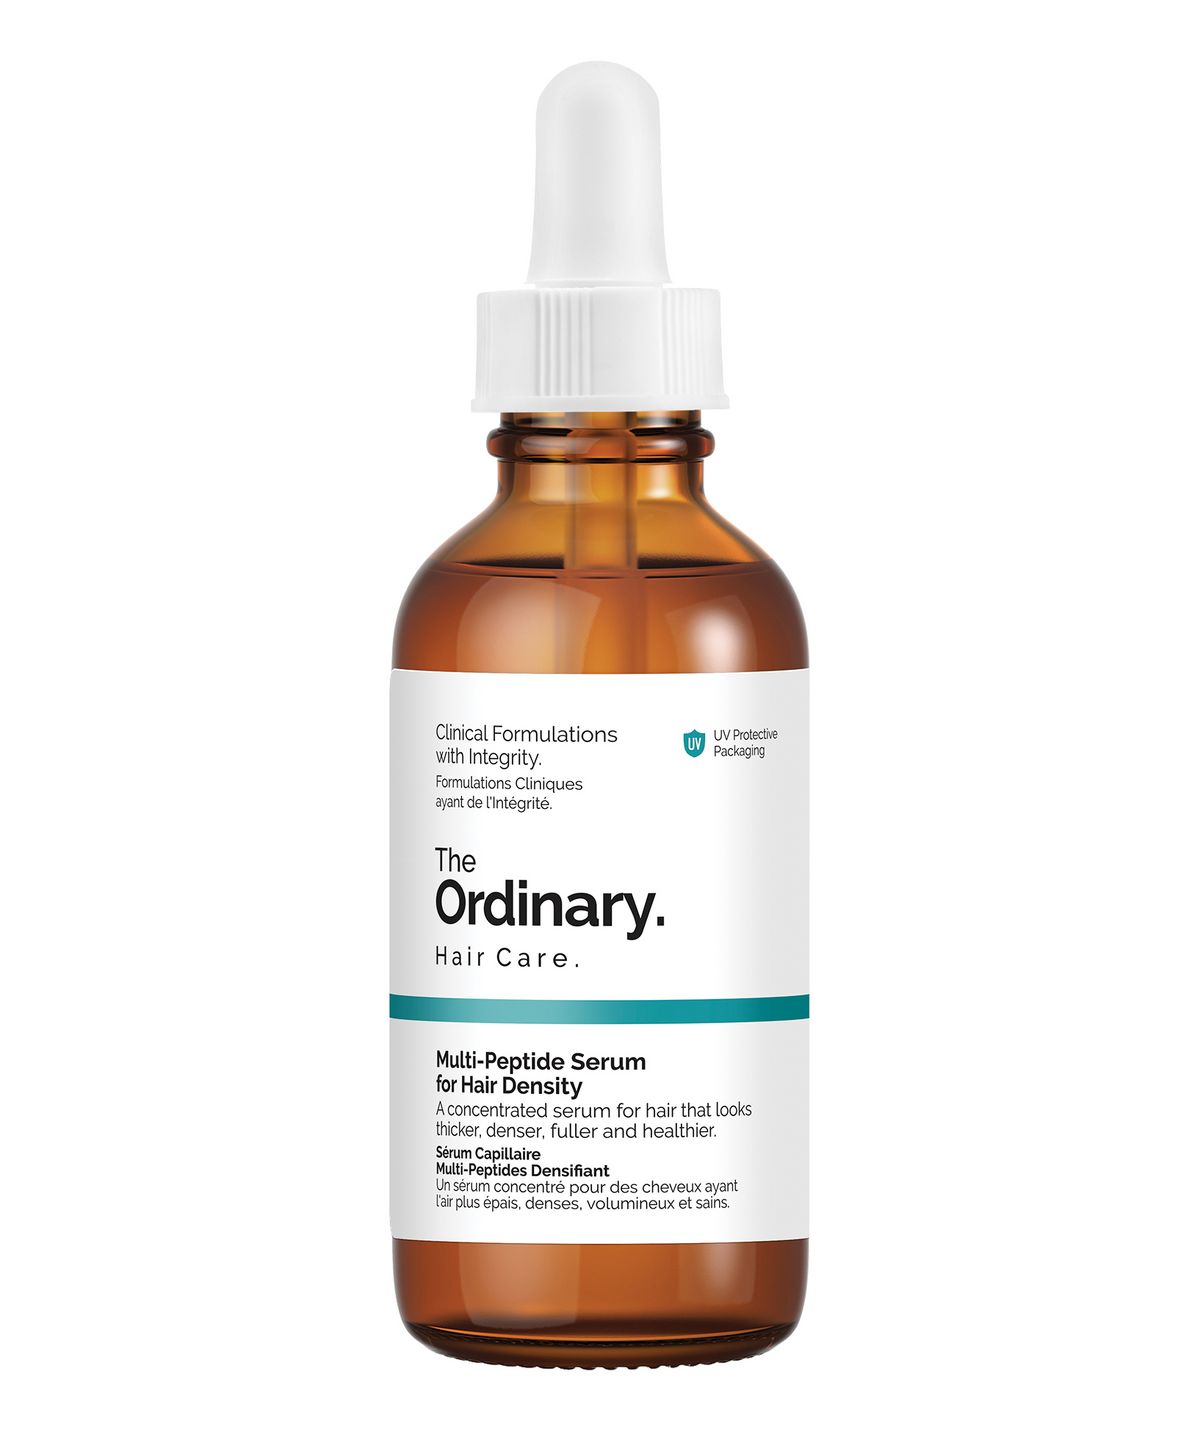 Clinical Formulations
with Integrity.
Formulations Cliniques
ayant de l'Intégrité.
UV
UV Protective
Packaging
The
Ordinary.
Hair Care.
Multi-Peptide Serum
for Hair Density
A concentrated serum for hair that looks
thicker, denser, fuller and healthier.
Sérum Capillaire
Multi-Peptides Densifiant
Un sérum concentré pour des cheveux ayant
l'air plus épais, denses, volumineux et sains.